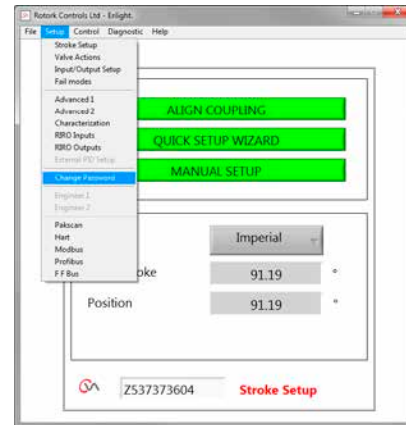 Rotork Controls Ltd - Enlight.
File Setup Control Diagnostic Help
Stroke Setup
Valve Actions
Input/Output Setup
Fail modes
Advanced 1
Advanced 2
Characterization
RIRO Inputs
RIRO Outputs
External PID Setup
Change Password
Engineer 1
Engineer 2
Pakscan
Hart
Modbus
Profibus
F F Bus
ALIGN COUPLING
QUICK SETUP WIZARD
MANUAL SETUP
Imperial
oke 91.19 °
Position 91.19 °
Z537373604 Stroke Setup